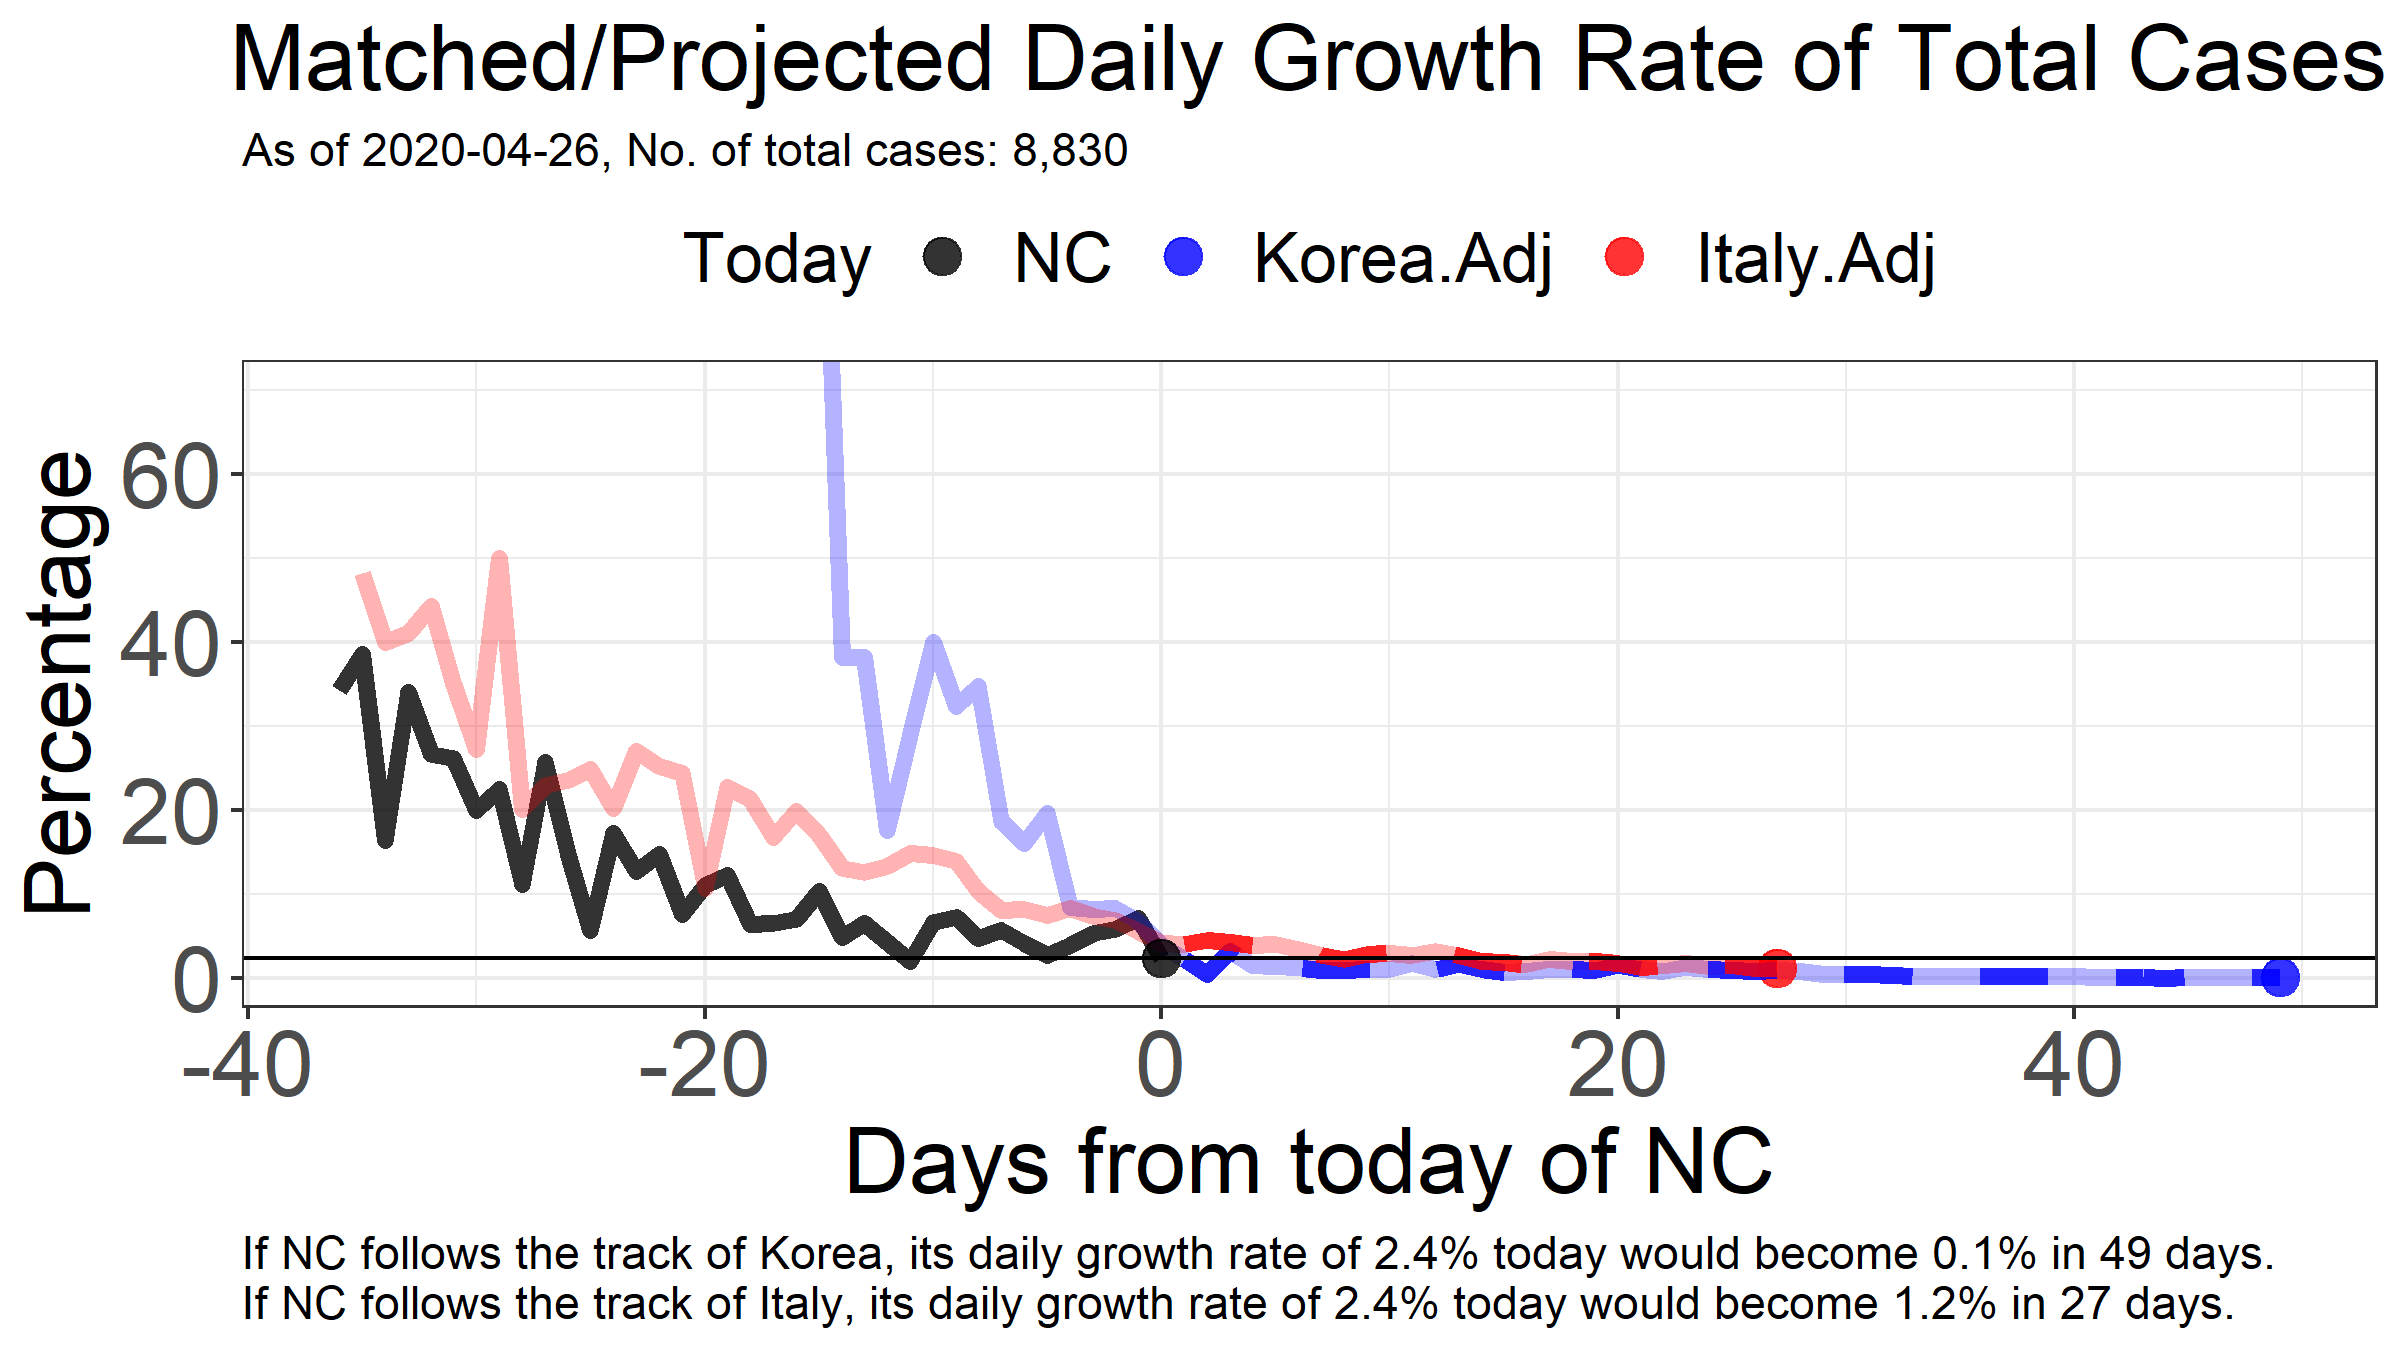 Matched/Projected Daily Growth Rate of Total Cases
As of 2020-04-26, No. of total cases: 8,830
Today NC Korea.Adj Italy.Adj
Percentage
60
40
20
0
-40 -20 0 20 40
Days from today of NC
If NC follows the track of Korea, its daily growth rate of 2.4% today would become 0.1% in 49 days.
If NC follows the track of Italy, its daily growth rate of 2.4% today would become 1.2% in 27 days.